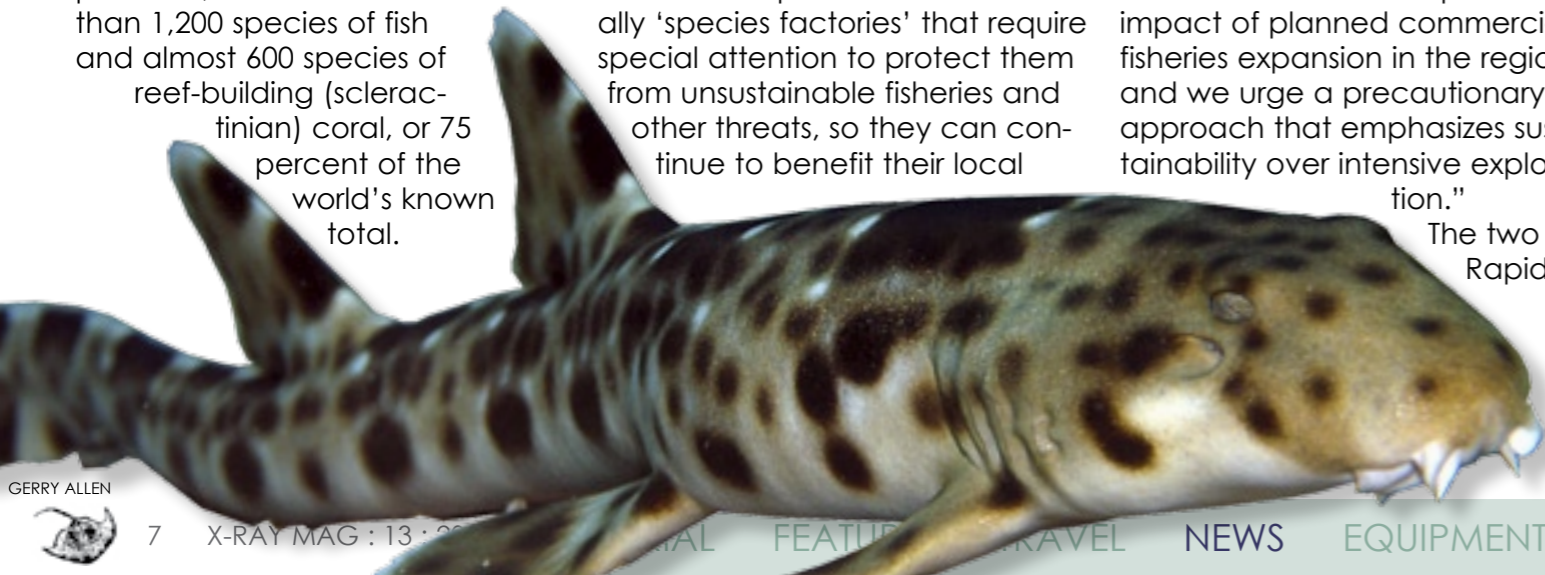 than 1,200 species of fish
and almost 600 species of
reef-building (sclerac-
tinian) coral, or 75
percent of the
world's known
total.
ally 'species factories' that require
special attention to protect them
from unsustainable fisheries and
other threats, so they can con-
tinue to benefit their local
impact of planned commerci
fisheries expansion in the regio
and we urge a precautionary
approach that emphasizes sus
tainability over intensive explo
tion."
The two
Rapid
GERRY ALLEN
7 X-RAY MAG : 13 :
NEWS EQUIPMENT